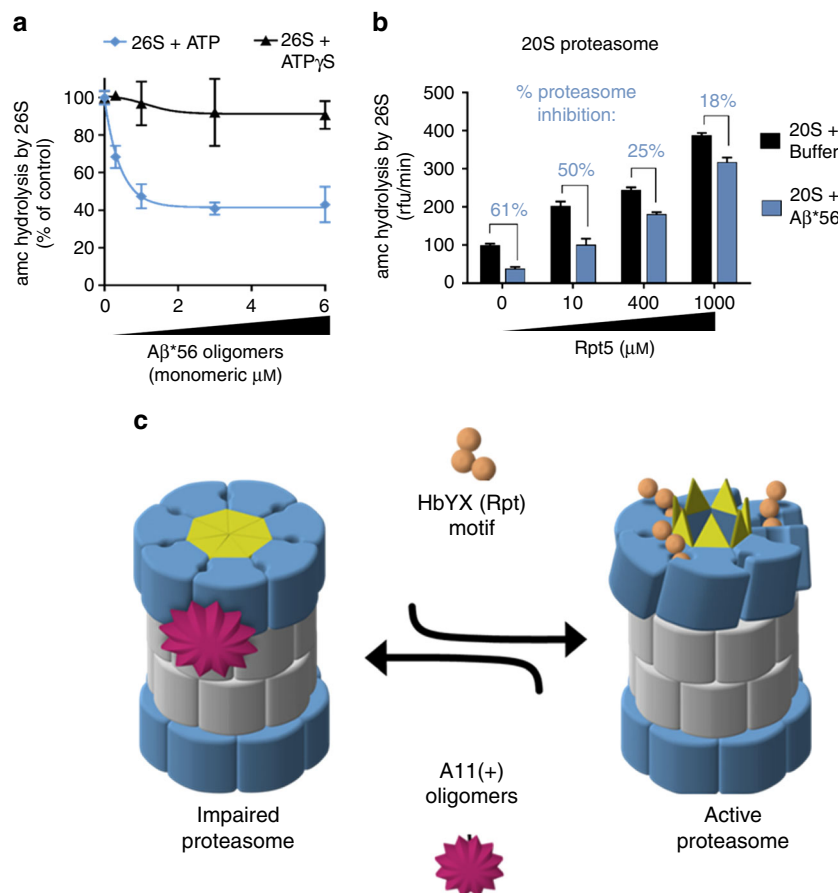 a
26S + ATP
26S +
ATPγS
amc hydrolysis by 26S
(% of control)
100
80
60
40
20
0
0
2
4
6
Aβ*56 oligomers
(monomeric μM)
b
20S proteasome
% proteasome
inhibition:
amc hydrolysis by 26S
(rfu/min)
500
400
300
200
100
0
61%
50%
25%
18%
0
10
400
1000
Rpt5 (μM)
20S +
Buffer
20S +
Aβ*56
c
HbYX (Rpt)
motif
A11(+)
oligomers
Impaired
proteasome
Active
proteasome